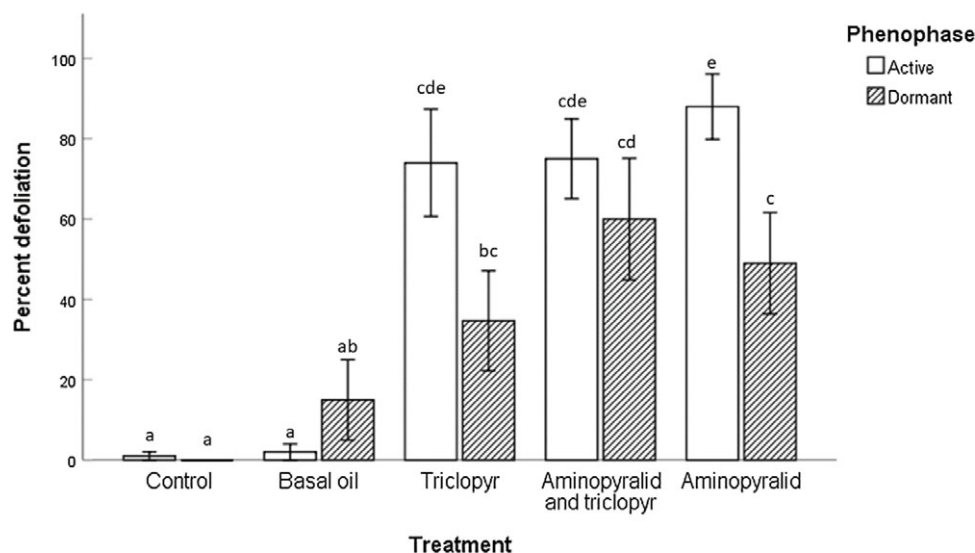 Phenophase
Active
Dormant
Percent defoliation
100
80
60
40
20
0
a
a
a
ab
cde
bc
cde
cd
e
c
Control
Basal oil
Triclopyr
Aminopyralid
and triclopyr
Aminopyralid
Treatment